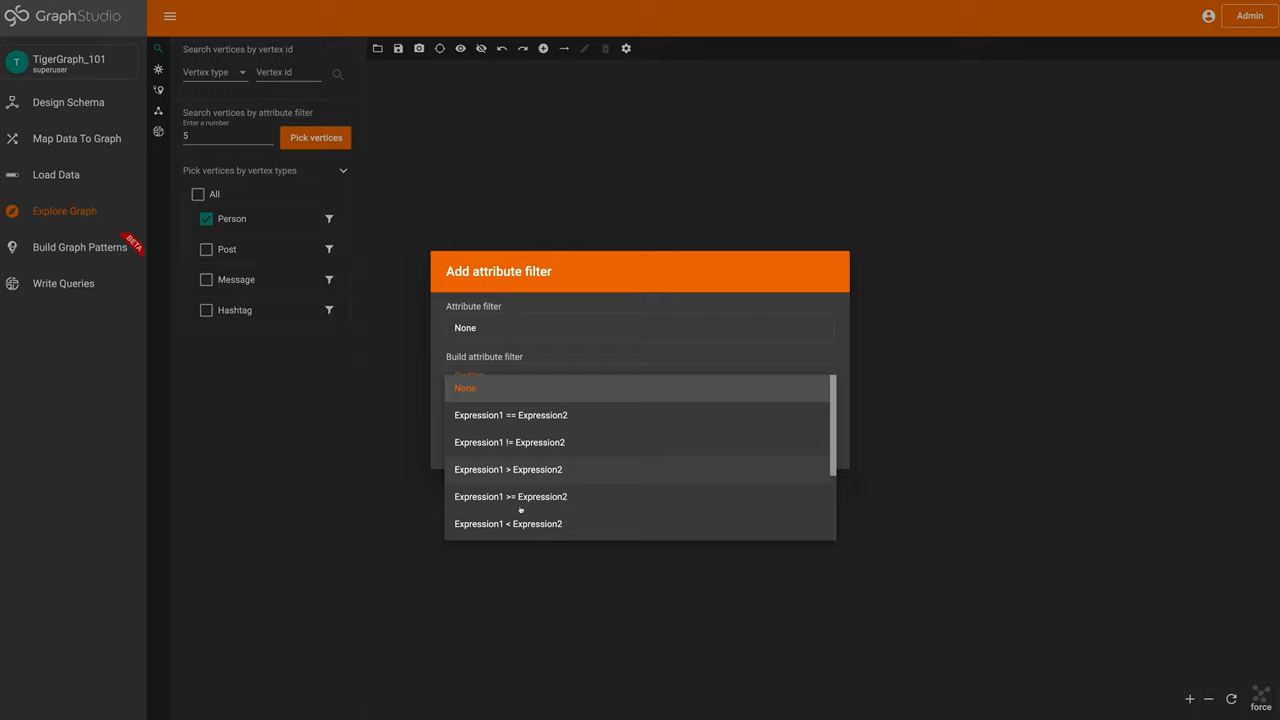 GraphStudio
Admin
T
TigerGraph_101
superuser
Design Schema
Map Data To Graph
Load Data
Explore Graph
Build Graph Patterns
BETA
Write Queries
Search vertices by vertex id
Vertex type
Vertex id
Search vertices by attribute filter
Enter a number
5
Pick vertices
Pick vertices by vertex types
All
Person
Post
Message
Hashtag
Add attribute filter
Attribute filter
None
Build attribute filter
Condition
None
Expression1 == Expression2
Expression1 != Expression2
Expression1 > Expression2
Expression1 >= Expression2
Expression1 < Expression2
force